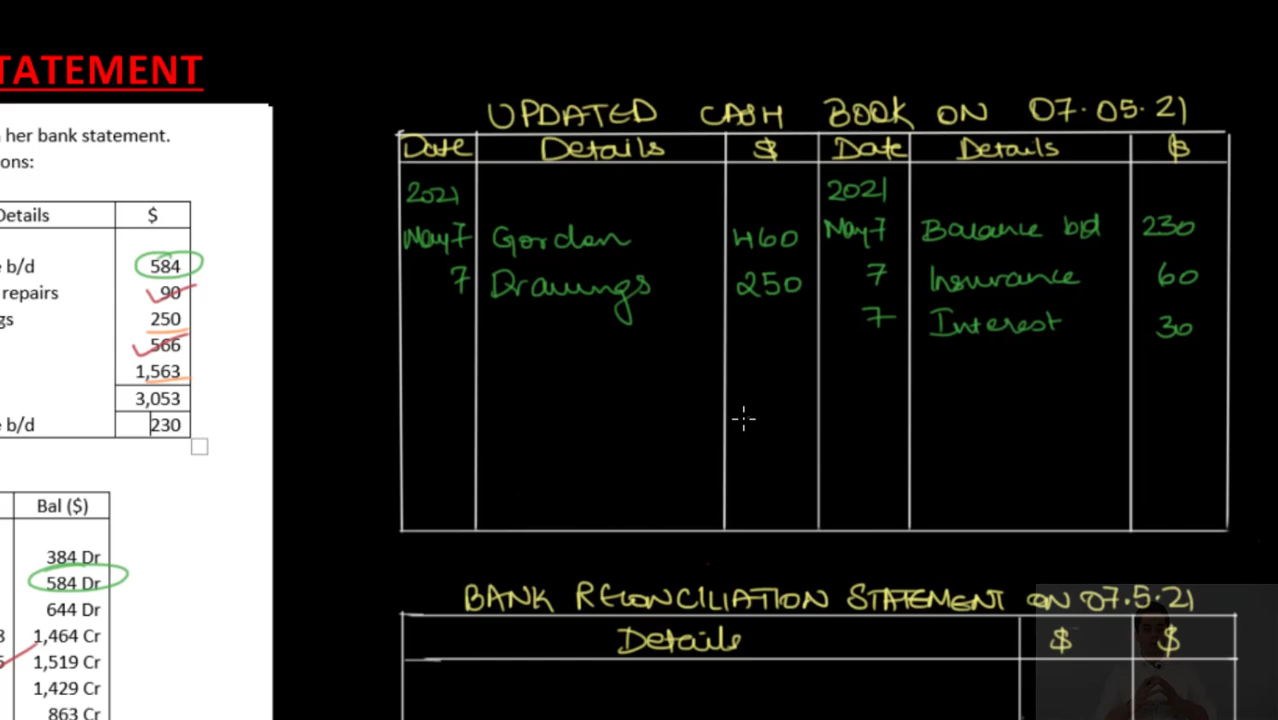 TATEMENT
her bank statement.
ons:
Details $
e b/d 584
repairs 90
gs 250
566
1,563
3,053
e b/d 230
Bal ($)
384 Dr
584 Dr
644 Dr
1,464 Cr
1,519 Cr
1,429 Cr
863 Cr
UPDATED CASH BOOK ON 07.05.21
Date Details $ Date Details $
2021 2021
May 7 Gordon 460 May 7 Balance b/d 230
7 Drawings 250 7 Insurance 60
7 Interest 30
BANK RECONCILIATION STATEMENT ON 07.5.21
Details $ $